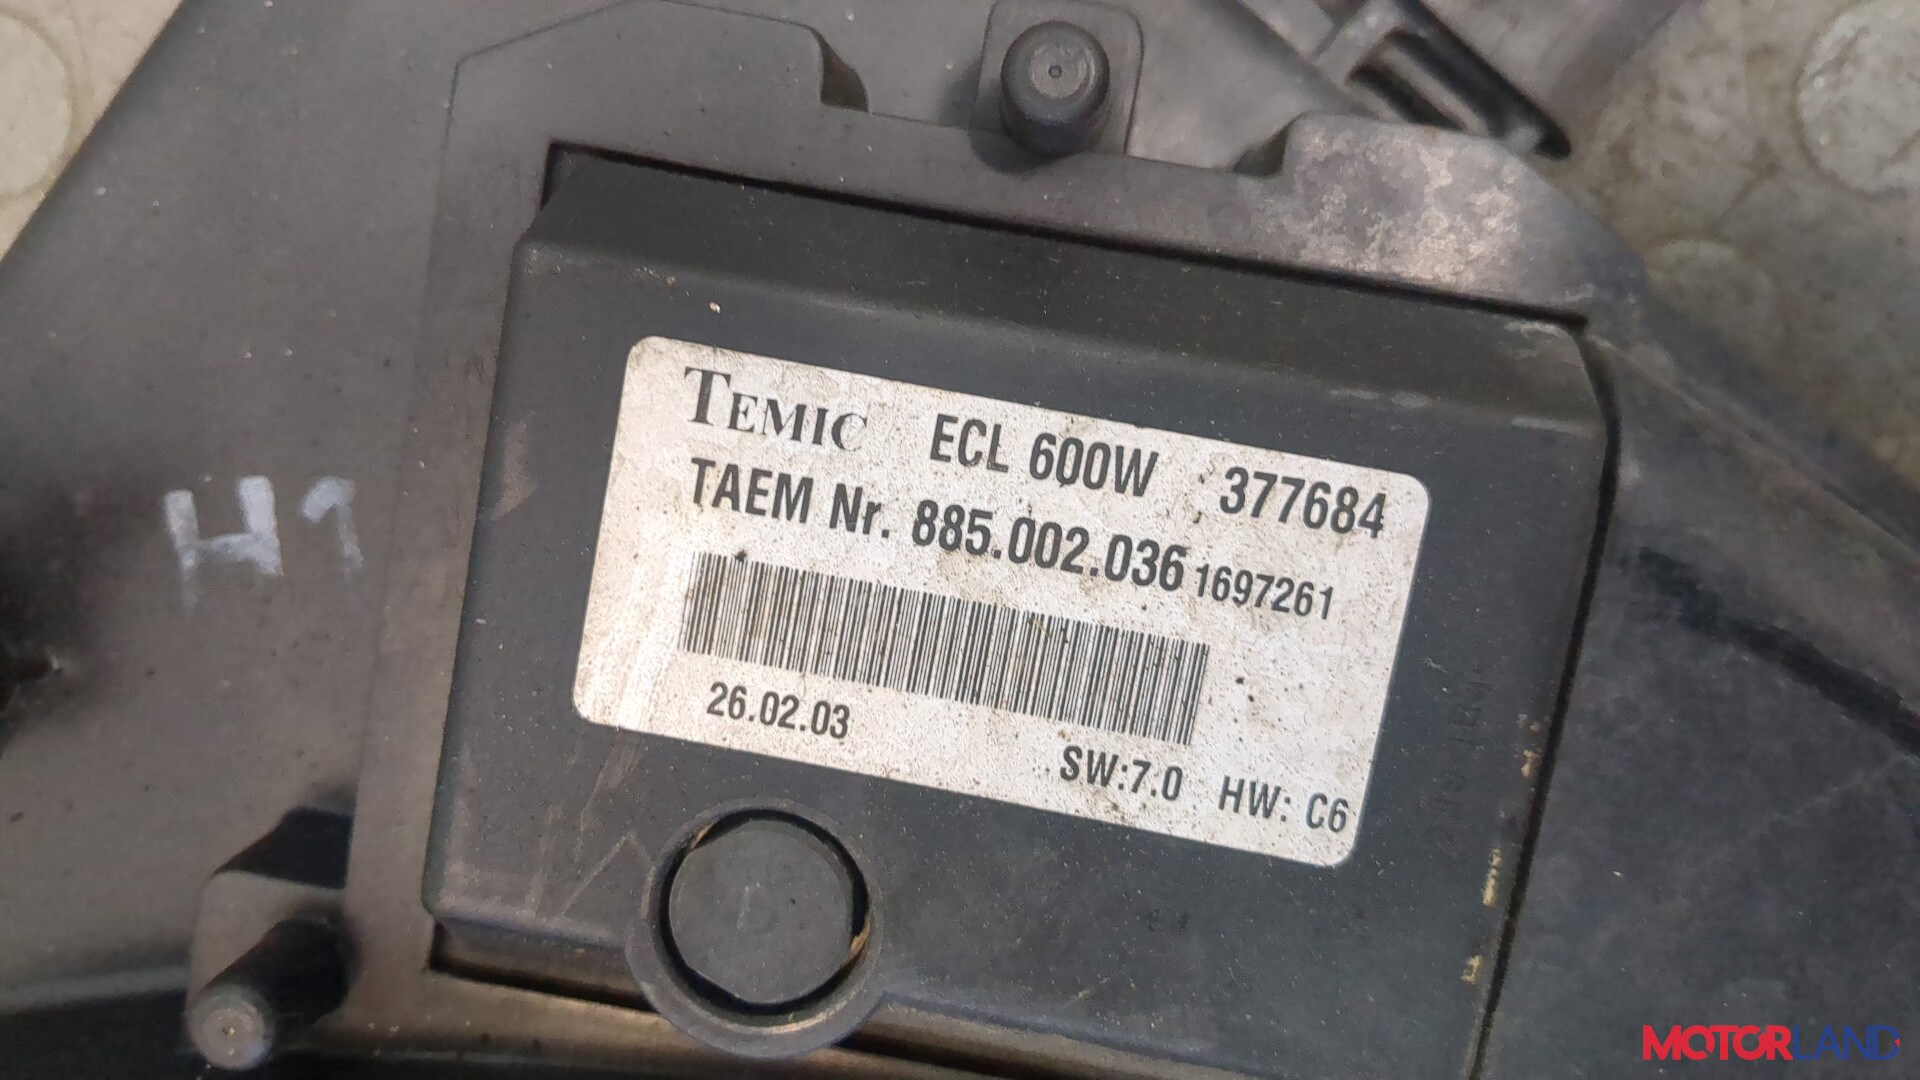 TEMIC ECL 600W 377684
TAEM Nr. 885.002.036 1697261
26.02.03
SW:7.0 HW: C6
H1
MOTORLAND